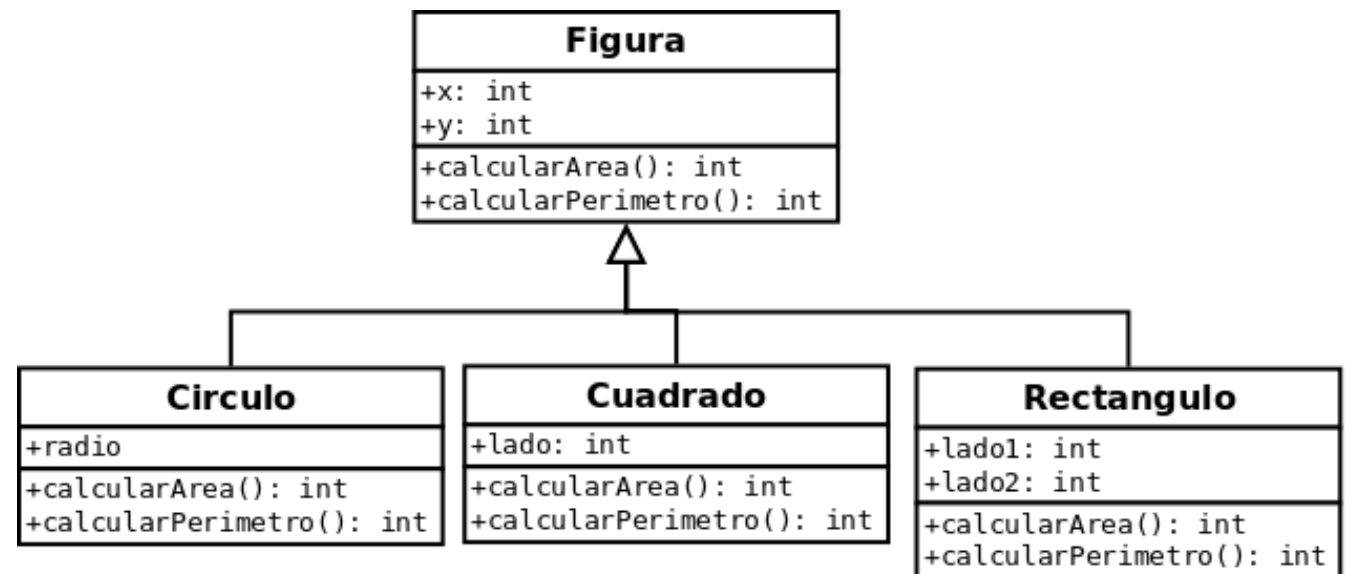 Figura
+x: int
+y: int
+calcularArea(): int
+calcularPerimetro(): int
Circulo
+radio
+calcularArea(): int
+calcularPerimetro(): int
Cuadrado
+lado: int
+calcularArea(): int
+calcularPerimetro(): int
Rectangulo
+lado1: int
+lado2: int
+calcularArea(): int
+calcularPerimetro(): int